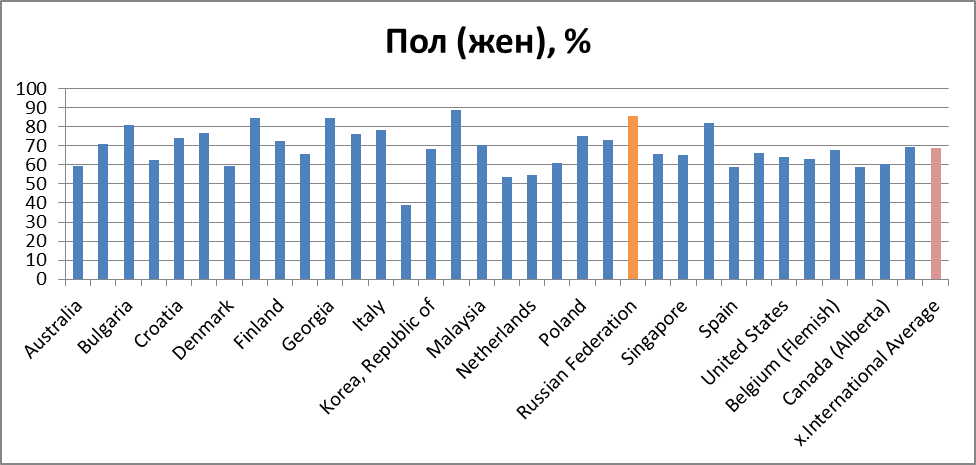 Пол (жен), %
100
90
80
70
60
50
40
30
20
10
0
Australia
Bulgaria
Croatia
Denmark
Finland
Georgia
Italy
Korea, Republic of
Malaysia
Netherlands
Poland
Russian Federation
Singapore
Spain
United States
Belgium (Flemish)
Canada (Alberta)
x.International Average